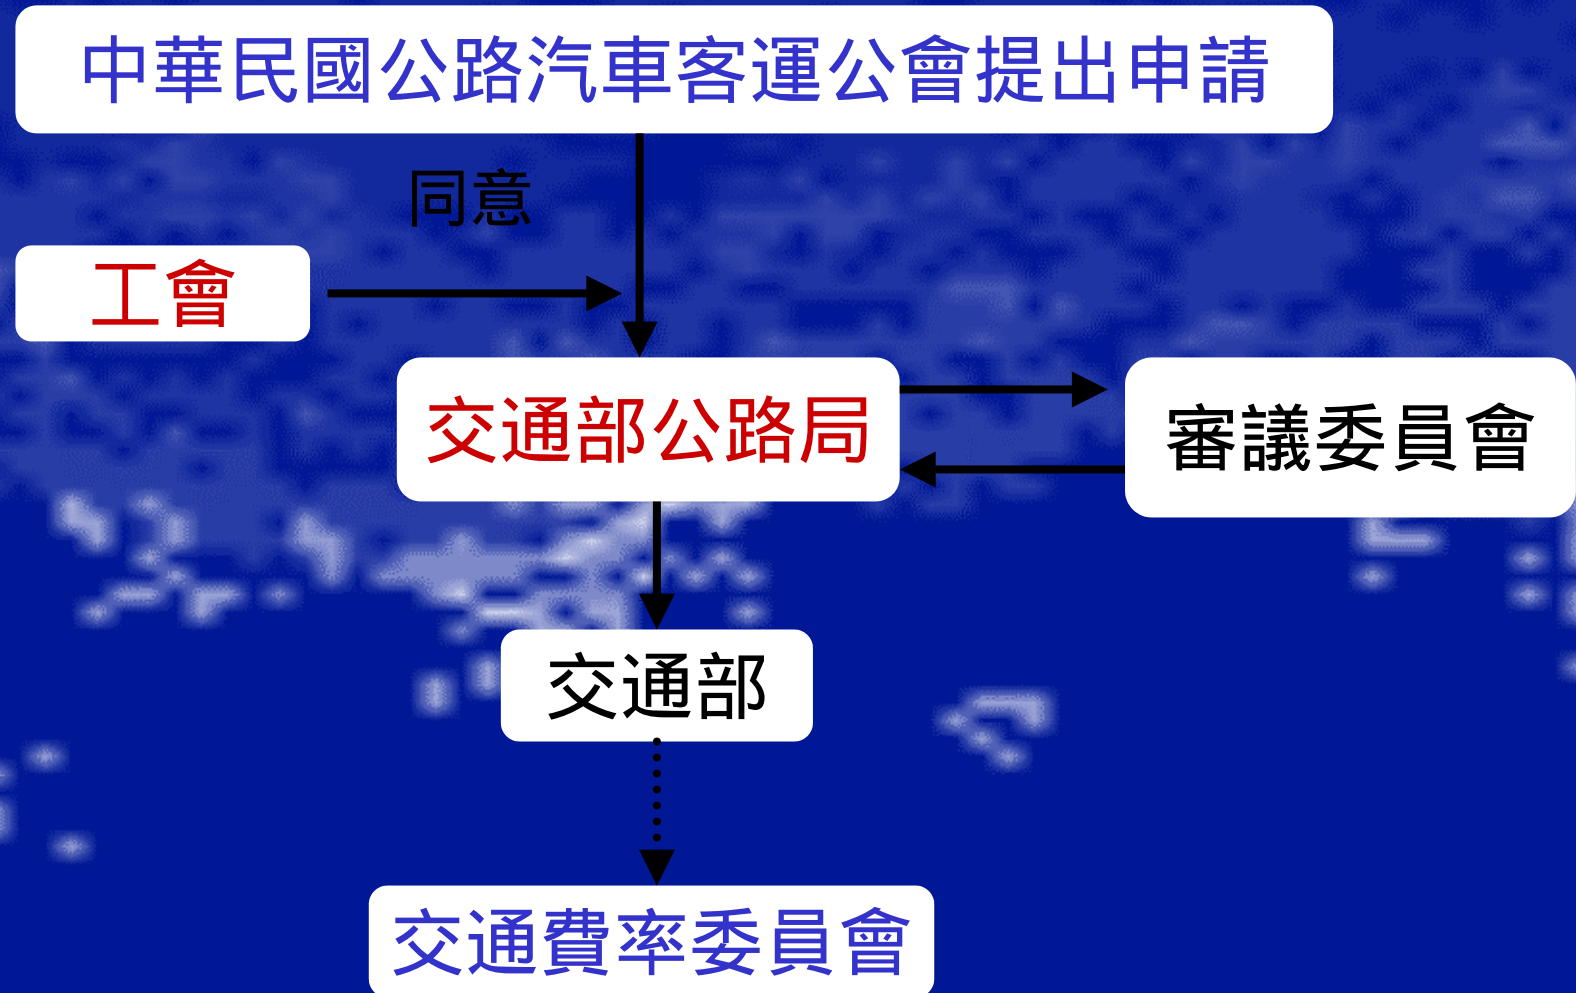 中華民國公路汽車客運公會提出申請
同意
工會
交通部公路局
審議委員會
交通部
交通費率委員會